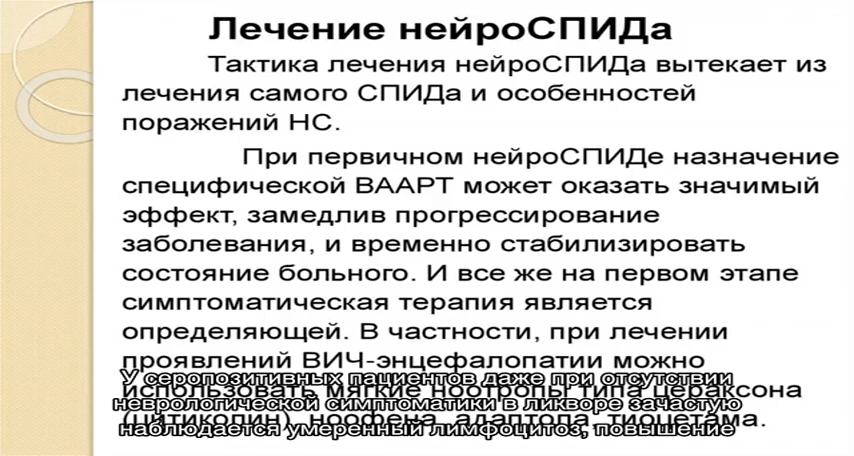 Лечение нейроСПИДа
Тактика лечения нейроСПИДа вытекает из
лечения самого СПИДа и особенностей
поражений НС.
При первичном нейроСПИДе назначение
специфической ВААРТ может оказать значимый
эффект, замедлив прогрессирование
заболевания, и временно стабилизировать
состояние больного. И все же на первом этапе
симптоматическая терапия является
определяющей. В частности, при лечении
проявлений ВИЧ-энцефалопатии можно
использовать мягкие ноотропы типа цераксона
(цитиколин), ноофена, адаптола, тиоцетама.
У серопозитивных пациентов даже при отсутствии
неврологической симптоматики в ликворе зачастую
наблюдается умеренный лимфоцитоз, повышение